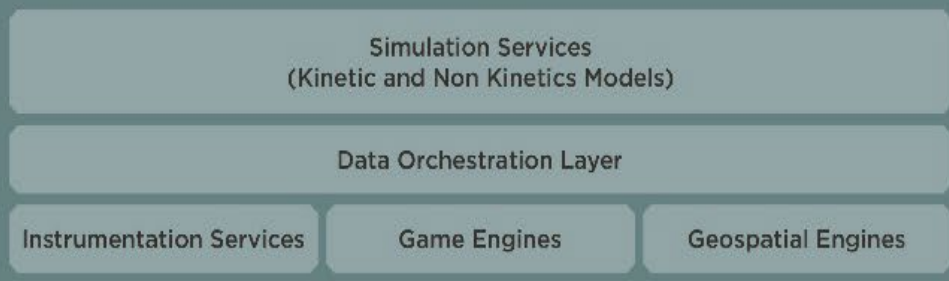 Simulation Services
(Kinetic and Non Kinetics Models)
Data Orchestration Layer
Instrumentation Services
Game Engines
Geospatial Engines